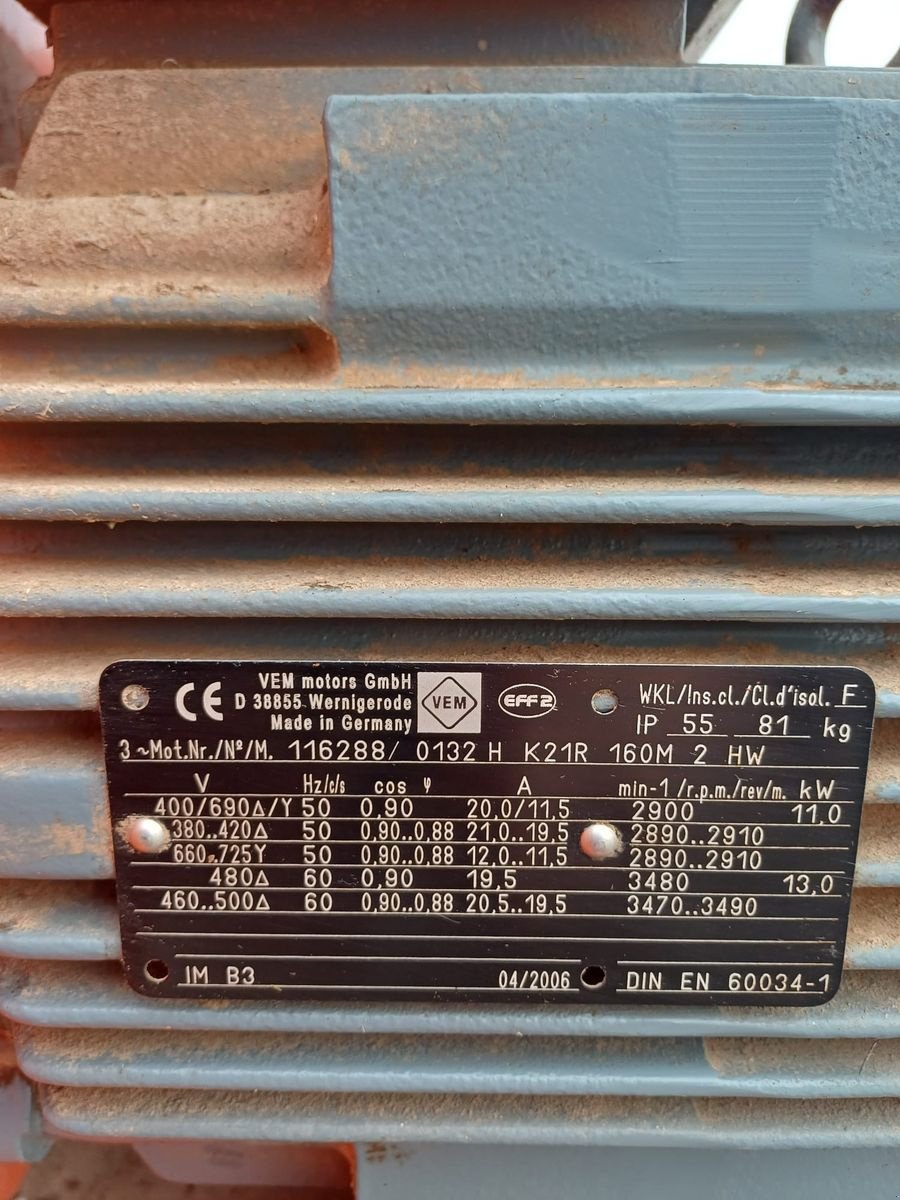 CE VEM motors GmbH VEM EFF2 WKL/Ins.cl./Cl.d'isol. F
D 38855 Wernigerode
Made in Germany IP 55 81 kg
3~Mot.Nr./Nº/M. 116288/ 0132 H K21R 160M 2 HW
V Hz/c/s cos φ A min-1/r.p.m./rev/m. kW
400/690Δ/Y 50 0,90 20,0/11,5 2900 11,0
380..420Δ 50 0,90..0,88 21,0..19,5 2890..2910
660..725Y 50 0,90..0,88 12,0..11,5 2890..2910
480Δ 60 0,90 19,5 3480 13,0
460..500Δ 60 0,90..0,88 20,5..19,5 3470..3490
IM B3 04/2006 DIN EN 60034-1